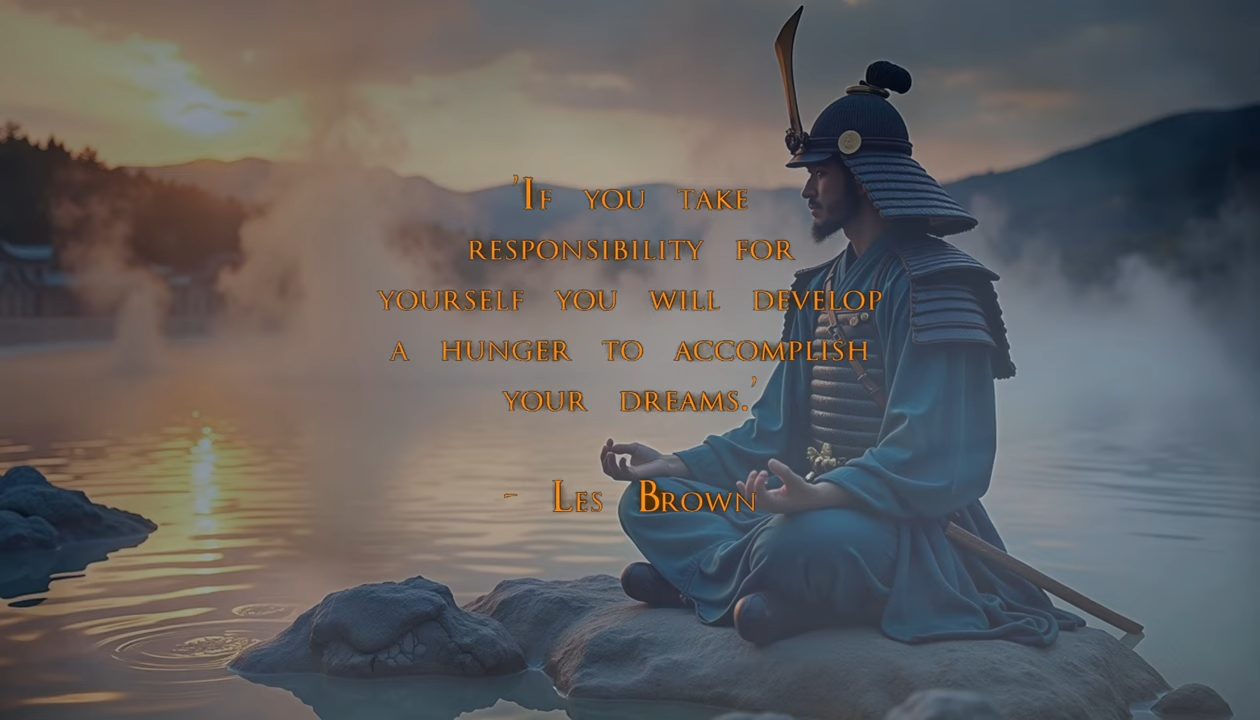 'If you take
responsibility for
yourself you will develop
a hunger to accomplish
your dreams.'
~ Les Brown